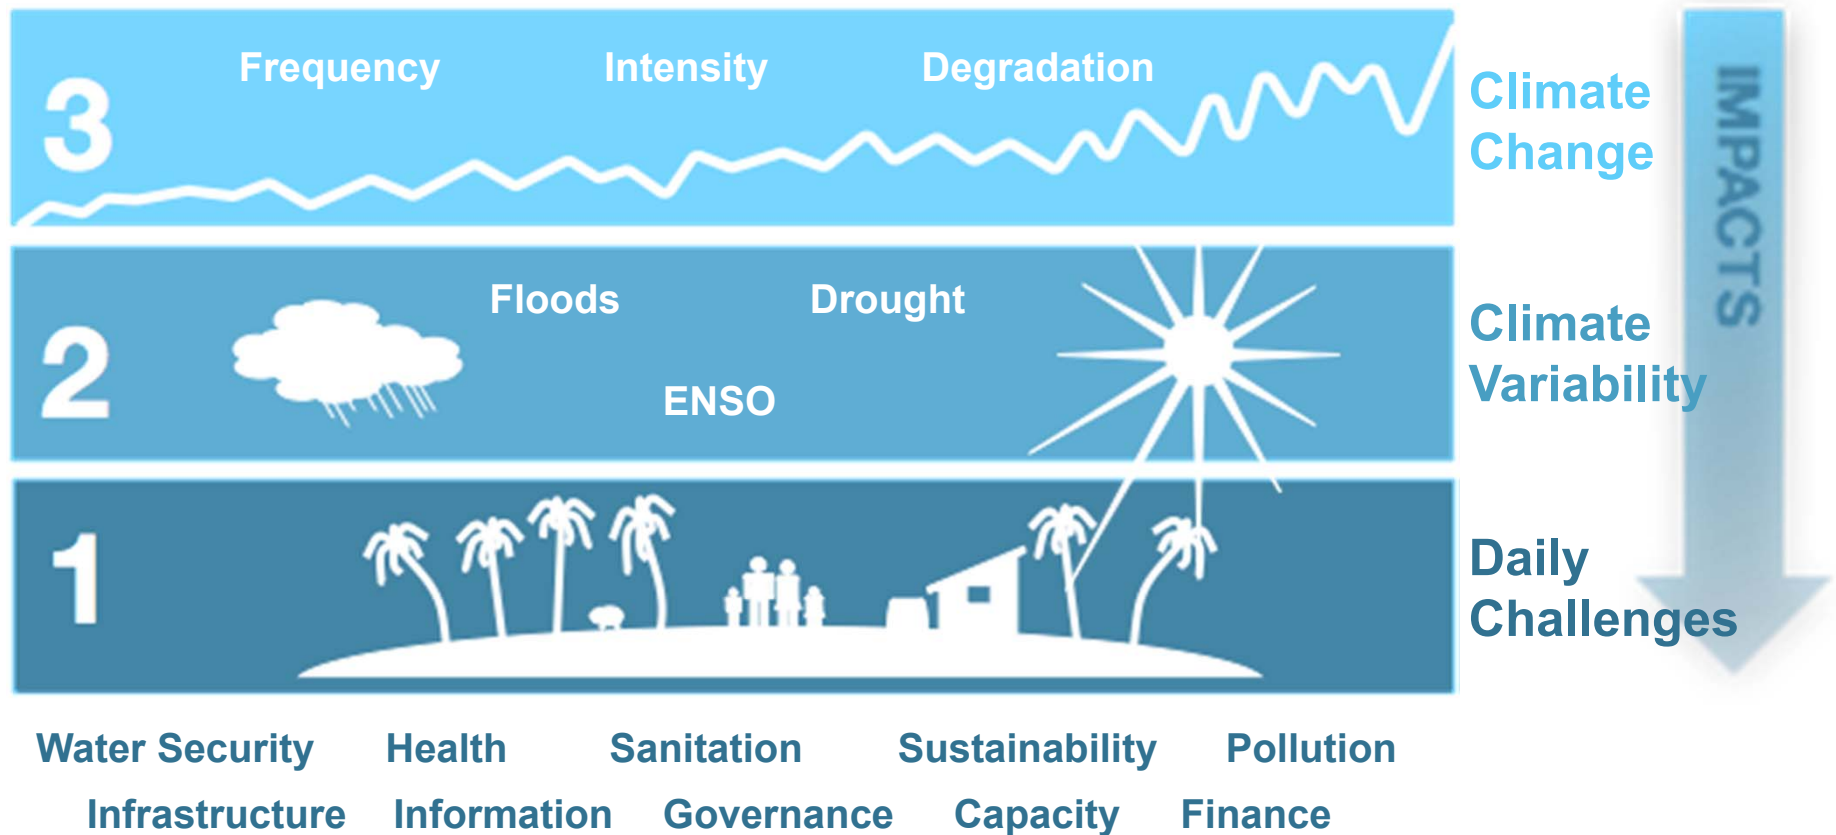 3
Frequency Intensity Degradation
Climate
Change
IMPACTS
2
Floods Drought
ENSO
Climate
Variability
1
Daily
Challenges
Water Security Health Sanitation Sustainability Pollution
Infrastructure Information Governance Capacity Finance